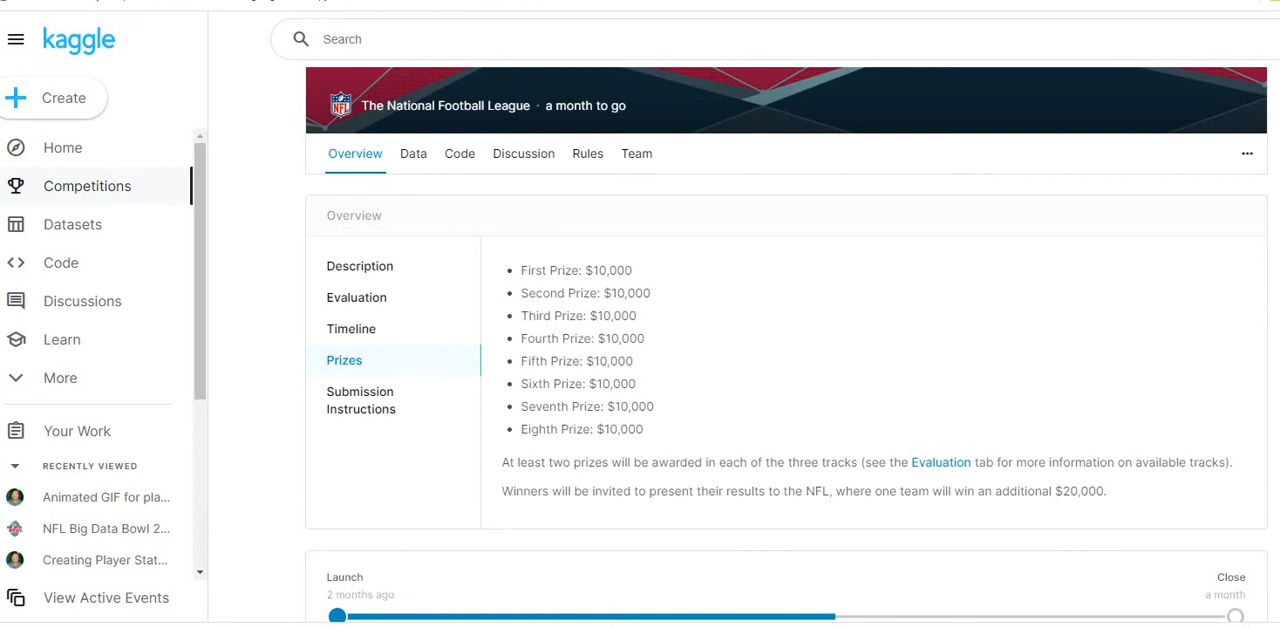 kaggle
Search
Create
NFL
The National Football League · a month to go
Home
Overview
Data
Code
Discussion
Rules
Team
Competitions
Datasets
Overview
Code
Description
First Prize: $10,000
Evaluation
Second Prize: $10,000
Discussions
Third Prize: $10,000
Timeline
Fourth Prize: $10,000
Learn
Prizes
Fifth Prize: $10,000
Sixth Prize: $10,000
More
Submission
Instructions
Seventh Prize: $10,000
Eighth Prize: $10,000
Your Work
At least two prizes will be awarded in each of the three tracks (see the Evaluation tab for more information on available tracks).
RECENTLY VIEWED
Winners will be invited to present their results to the NFL, where one team will win an additional $20,000.
Animated GIF for pla...
NFL Big Data Bowl 2...
Creating Player Stat...
Launch
Close
2 months ago
a month
View Active Events